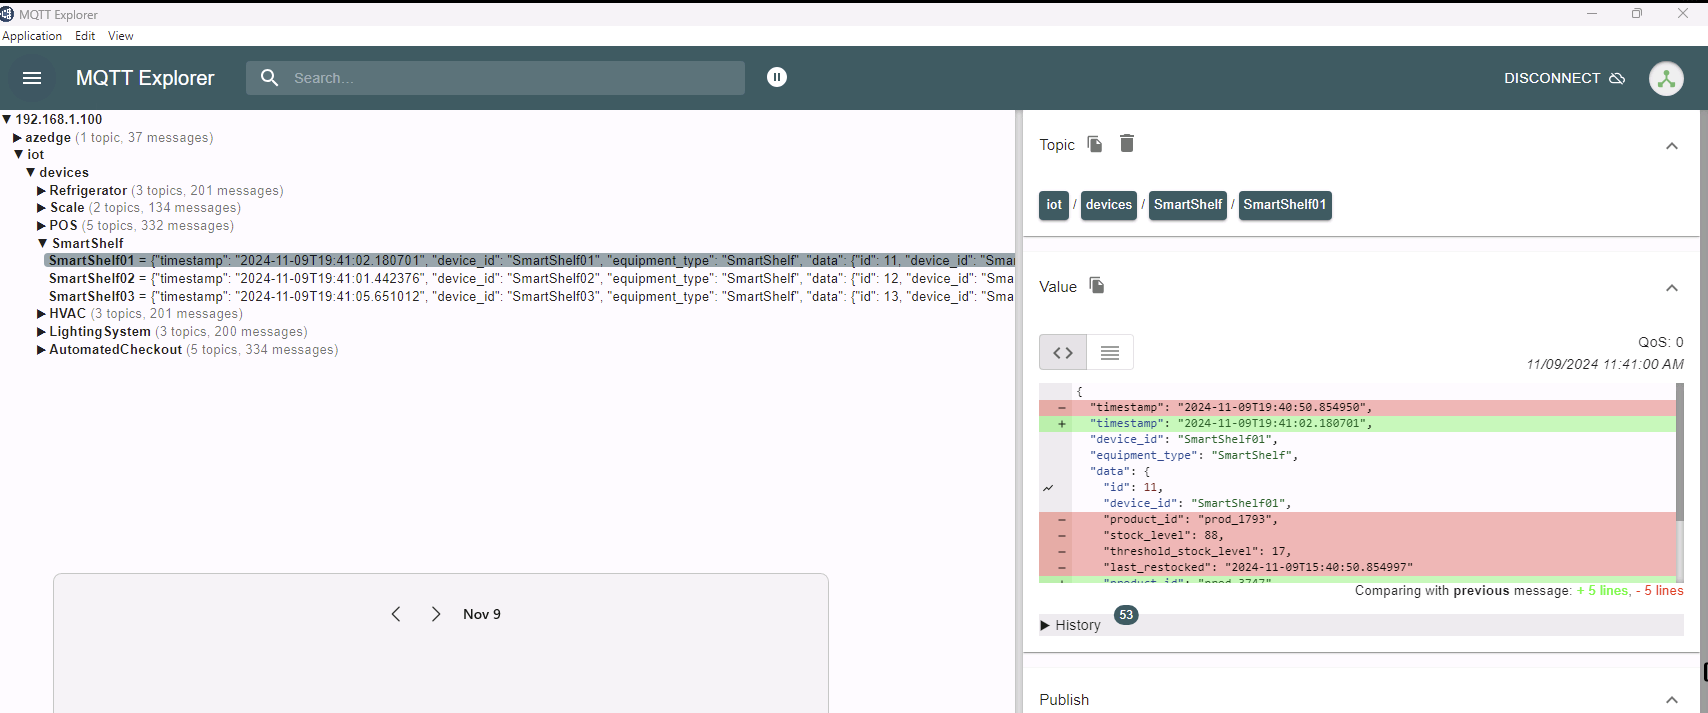 MQTT Explorer
Application Edit View
MQTT Explorer
Search...
DISCONNECT
▼ 192.168.1.100
▶ azedge (1 topic, 37 messages)
▼ iot
▼ devices
▶ Refrigerator (3 topics, 201 messages)
▶ Scale (2 topics, 134 messages)
▶ POS (5 topics, 332 messages)
▼ SmartShelf
SmartShelf01 = {"timestamp": "2024-11-09T19:41:02.180701", "device_id": "SmartShelf01", "equipment_type": "SmartShelf", "data": {"id": 11, "device_id": "Smar
SmartShelf02 = {"timestamp": "2024-11-09T19:41:01.442376", "device_id": "SmartShelf02", "equipment_type": "SmartShelf", "data": {"id": 12, "device_id": "Sma
SmartShelf03 = {"timestamp": "2024-11-09T19:41:05.651012", "device_id": "SmartShelf03", "equipment_type": "SmartShelf", "data": {"id": 13, "device_id": "Sma
▶ HVAC (3 topics, 201 messages)
▶ LightingSystem (3 topics, 200 messages)
▶ AutomatedCheckout (5 topics, 334 messages)
Nov 9
Topic
iot / devices / SmartShelf / SmartShelf01
Value
QoS: 0
11/09/2024 11:41:00 AM
{
- "timestamp": "2024-11-09T19:40:50.854950",
+ "timestamp": "2024-11-09T19:41:02.180701",
"device_id": "SmartShelf01",
"equipment_type": "SmartShelf",
"data": {
"id": 11,
"device_id": "SmartShelf01",
- "product_id": "prod_1793",
- "stock_level": 88,
- "threshold_stock_level": 17,
- "last_restocked": "2024-11-09T15:40:50.854997"
+ "product_id": "prod_3747"
Comparing with previous message: + 5 lines, - 5 lines
▶ History 53
Publish